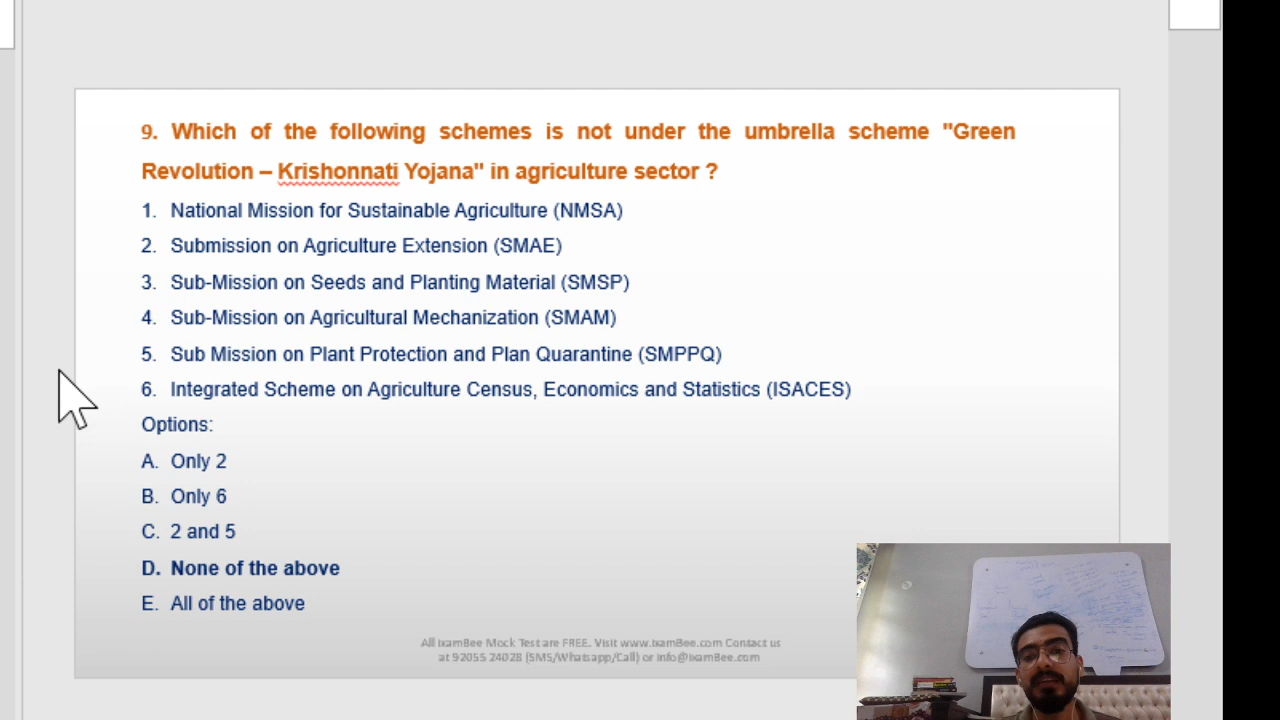 9. Which of the following schemes is not under the umbrella scheme "Green
Revolution – Krishonnati Yojana" in agriculture sector ?
1. National Mission for Sustainable Agriculture (NMSA)
2. Submission on Agriculture Extension (SMAE)
3. Sub-Mission on Seeds and Planting Material (SMSP)
4. Sub-Mission on Agricultural Mechanization (SMAM)
5. Sub Mission on Plant Protection and Plan Quarantine (SMPPQ)
6. Integrated Scheme on Agriculture Census, Economics and Statistics (ISACES)
Options:
A. Only 2
B. Only 6
C. 2 and 5
D. None of the above
E. All of the above
All ixamBee Mock Test are FREE. Visit www.ixamBee.com Contact us
at 92055 24028 (SMS/Whatsapp/Call) or info@ixamBee.com